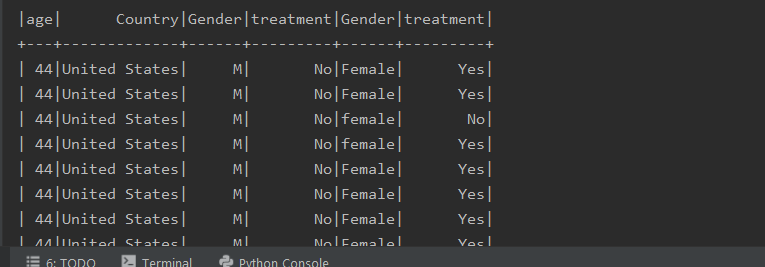 |age|      Country|Gender|treatment|Gender|treatment|
+---+-------------+------+---------+------+---------+
| 44|United States|     M|       No|Female|      Yes|
| 44|United States|     M|       No|Female|      Yes|
| 44|United States|     M|       No|female|       No|
| 44|United States|     M|       No|female|      Yes|
| 44|United States|     M|       No|Female|      Yes|
| 44|United States|     M|       No|Female|      Yes|
| 44|United States|     M|       No|Female|      Yes|
| 44|United States|     M|       No|Female|      Yes|
6: TODO Terminal Python Console